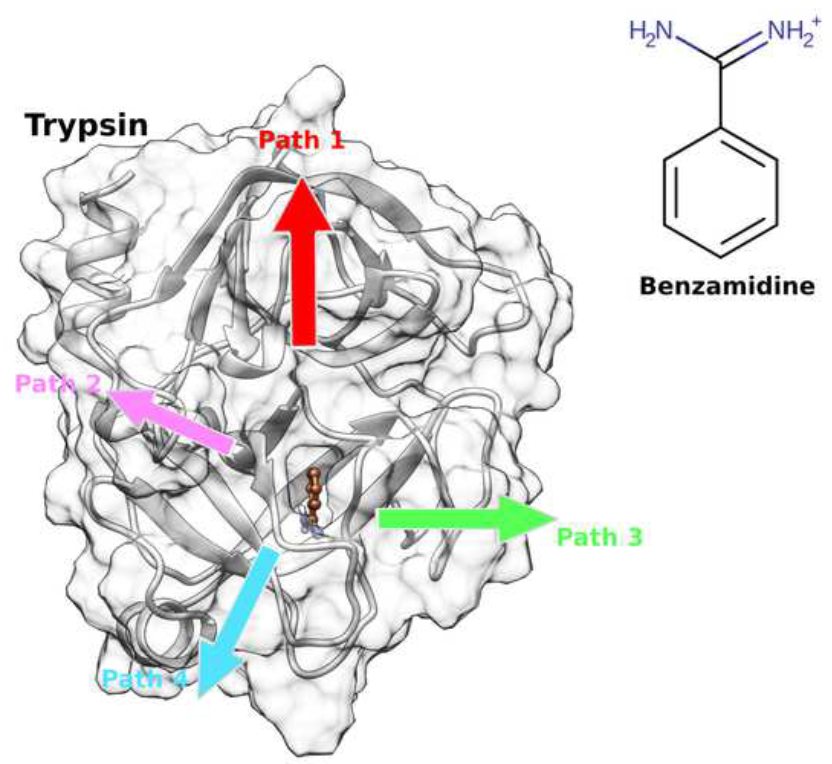 H₂N
NH₂⁺
Trypsin
Path 1
Benzamidine
Path 2
Path 3
Path 4